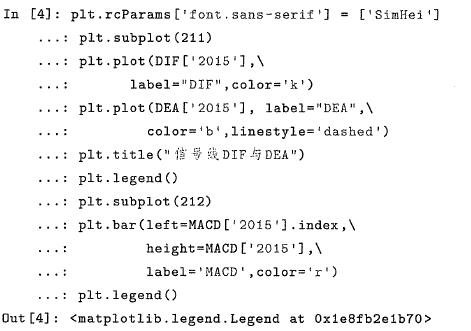 In [4]: plt.rcParams['font.sans-serif'] = ['SimHei']
...: plt.subplot(211)
...: plt.plot(DIF['2015'],\
...: label="DIF",color='k')
...: plt.plot(DEA['2015'], label="DEA",\
...: color='b',linestyle='dashed')
...: plt.title("信号线DIF与DEA")
...: plt.legend()
...: plt.subplot(212)
...: plt.bar(left=MACD['2015'].index,\
...: height=MACD['2015'],\
...: label='MACD',color='r')
...: plt.legend()
Out[4]: <matplotlib.legend.Legend at 0x1e8fb2e1b70>